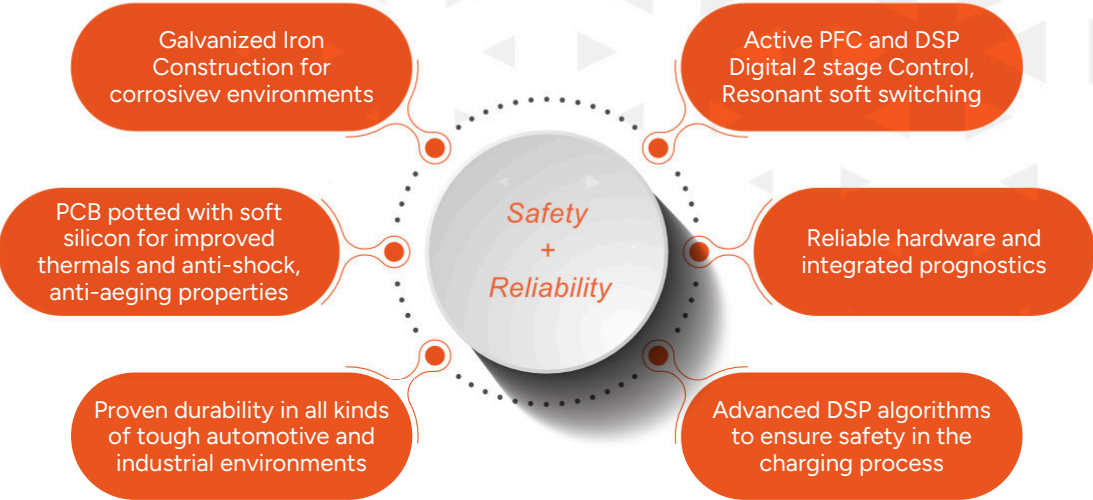 Galvanized Iron
Construction for
corrosivev environments
Active PFC and DSP
Digital 2 stage Control,
Resonant soft switching
PCB potted with soft
silicon for improved
thermals and anti-shock,
anti-aeging properties
Safety
+
Reliability
Reliable hardware and
integrated prognostics
Proven durability in all kinds
of tough automotive and
industrial environments
Advanced DSP algorithms
to ensure safety in the
charging process